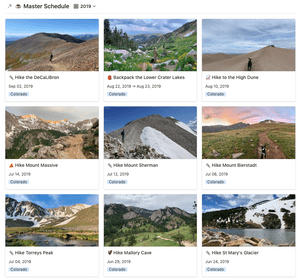 Master Schedule 2019
Hike the DeCaLiBron
Sep 02, 2019
Colorado
Backpack the Lower Crater Lakes
Aug 22, 2019 → Aug 23, 2019
Colorado
Hike to the High Dune
Aug 10, 2019
Colorado
Hike Mount Massive
Jul 14, 2019
Colorado
Hike Mount Sherman
Jul 12, 2019
Colorado
Hike Mount Bierstadt
Jul 06, 2019
Colorado
Hike Torreys Peak
Jul 04, 2019
Colorado
Hike Mallory Cave
Jun 29, 2019
Colorado
Hike St Mary's Glacier
Jun 24, 2019
Colorado